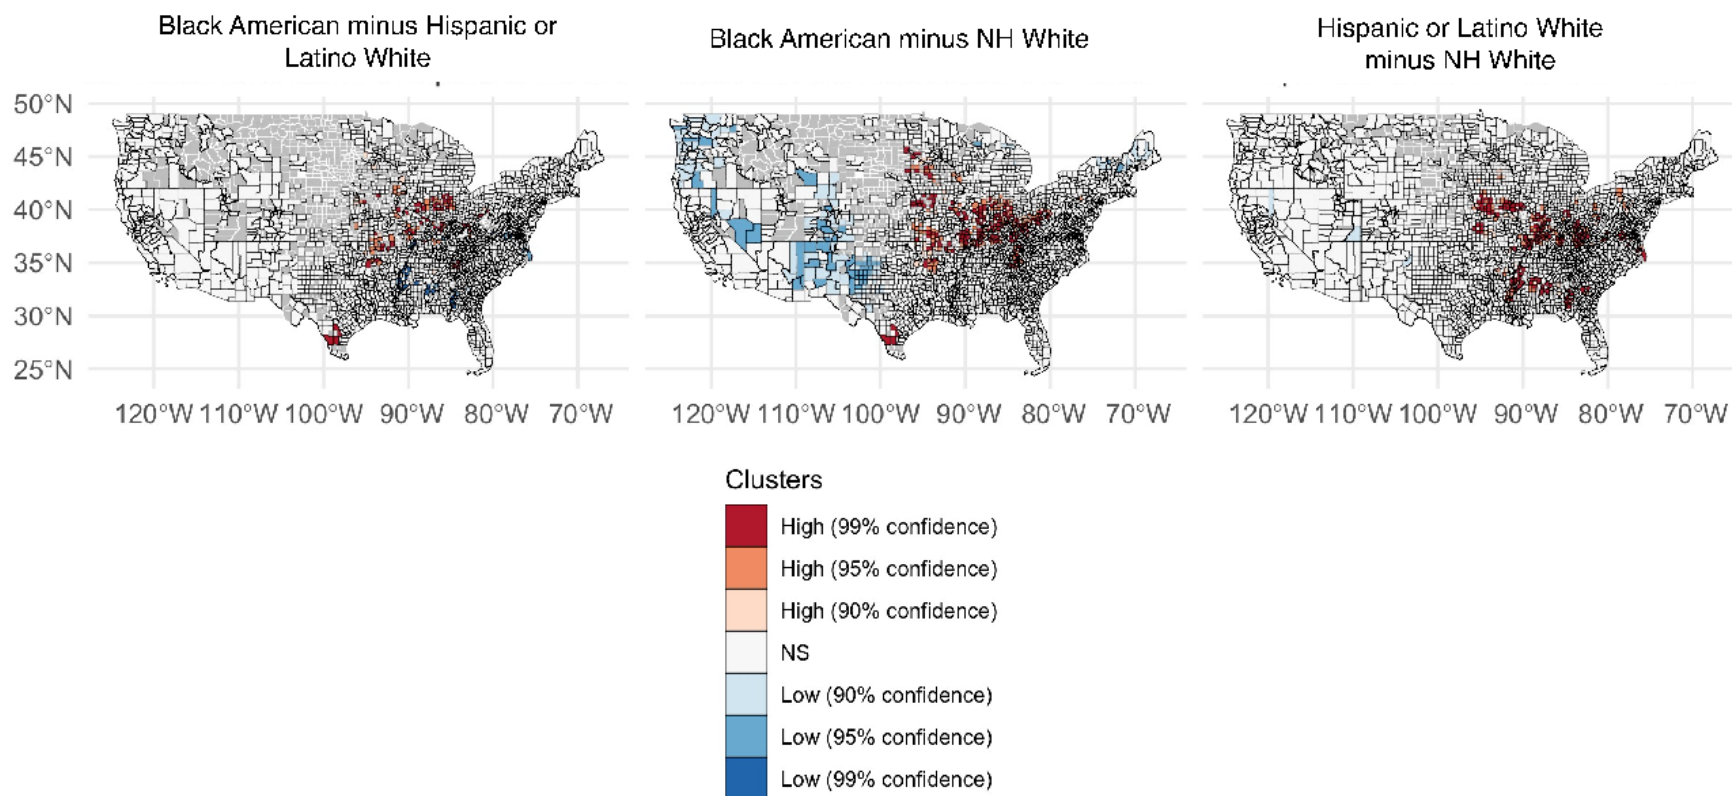 Black American minus Hispanic or
Latino White
Black American minus NH White
Hispanic or Latino White
minus NH White
50°N
45°N
40°N
35°N
30°N
25°N
120°W 110°W 100°W 90°W 80°W 70°W
120°W 110°W 100°W 90°W 80°W 70°W
120°W 110°W 100°W 90°W 80°W 70°W
Clusters
High (99% confidence)
High (95% confidence)
High (90% confidence)
NS
Low (90% confidence)
Low (95% confidence)
Low (99% confidence)